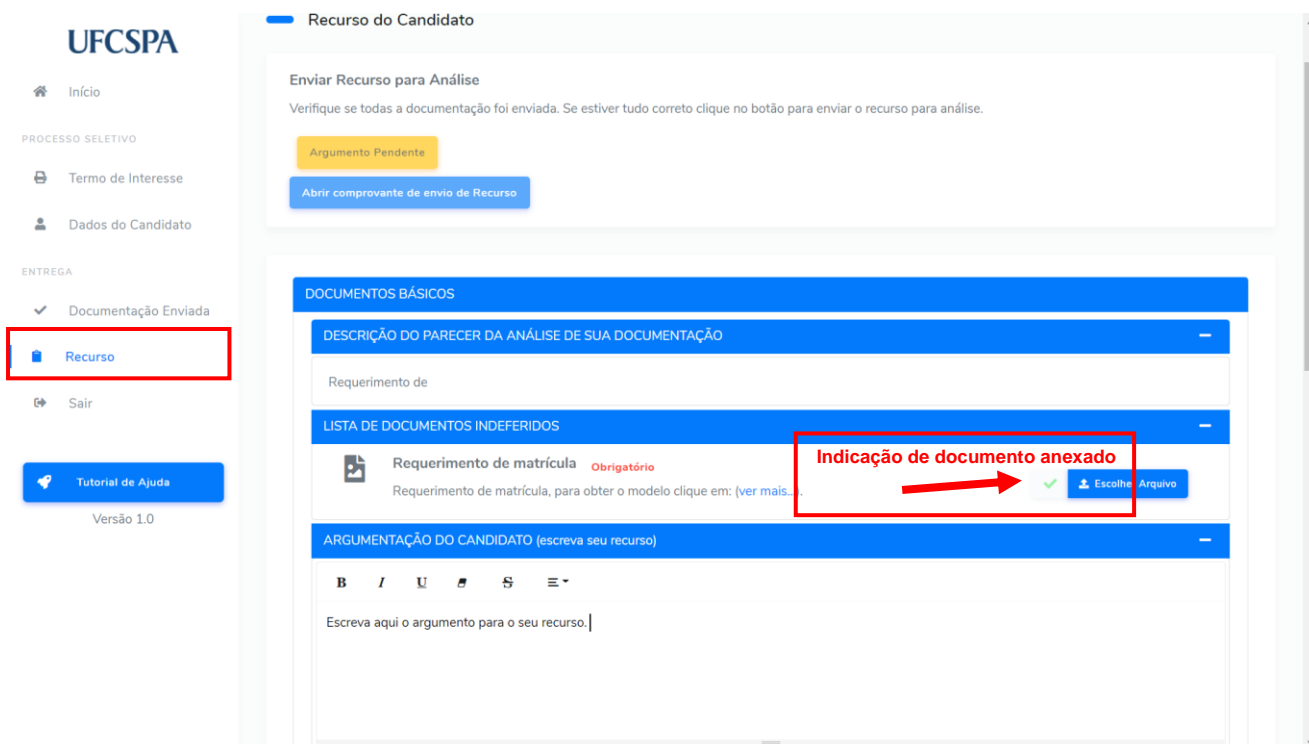 UFCSPA
Início
PROCESSO SELETIVO
Termo de Interesse
Dados do Candidato
ENTREGA
Documentação Enviada
Recurso
Sair
Tutorial de Ajuda
Versão 1.0
Recurso do Candidato
Enviar Recurso para Análise
Verifique se todas a documentação foi enviada. Se estiver tudo correto clique no botão para enviar o recurso para análise.
Argumento Pendente
Abrir comprovante de envio de Recurso
DOCUMENTOS BÁSICOS
DESCRIÇÃO DO PARECER DA ANÁLISE DE SUA DOCUMENTAÇÃO
Requerimento de
LISTA DE DOCUMENTOS INDEFERIDOS
Requerimento de matrícula Obrigatório
Requerimento de matrícula, para obter o modelo clique em: (ver mais...).
Indicação de documento anexado
Escolher Arquivo
ARGUMENTAÇÃO DO CANDIDATO (escreva seu recurso)
B I U S
Escreva aqui o argumento para o seu recurso.